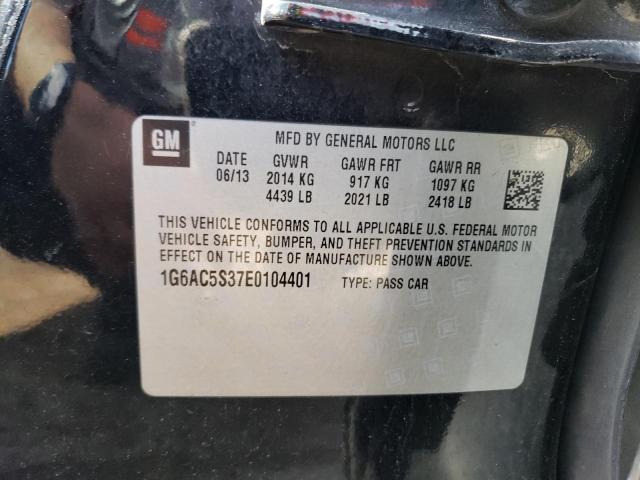 GM
MFD BY GENERAL MOTORS LLC
DATE GVWR GAWR FRT GAWR RR
06/13 2014 KG 917 KG 1097 KG
4439 LB 2021 LB 2418 LB
THIS VEHICLE CONFORMS TO ALL APPLICABLE U.S. FEDERAL MOTOR
VEHICLE SAFETY, BUMPER, AND THEFT PREVENTION STANDARDS IN
EFFECT ON THE DATE OF MANUFACTURE SHOWN ABOVE.
1G6AC5S37E0104401 TYPE: PASS CAR